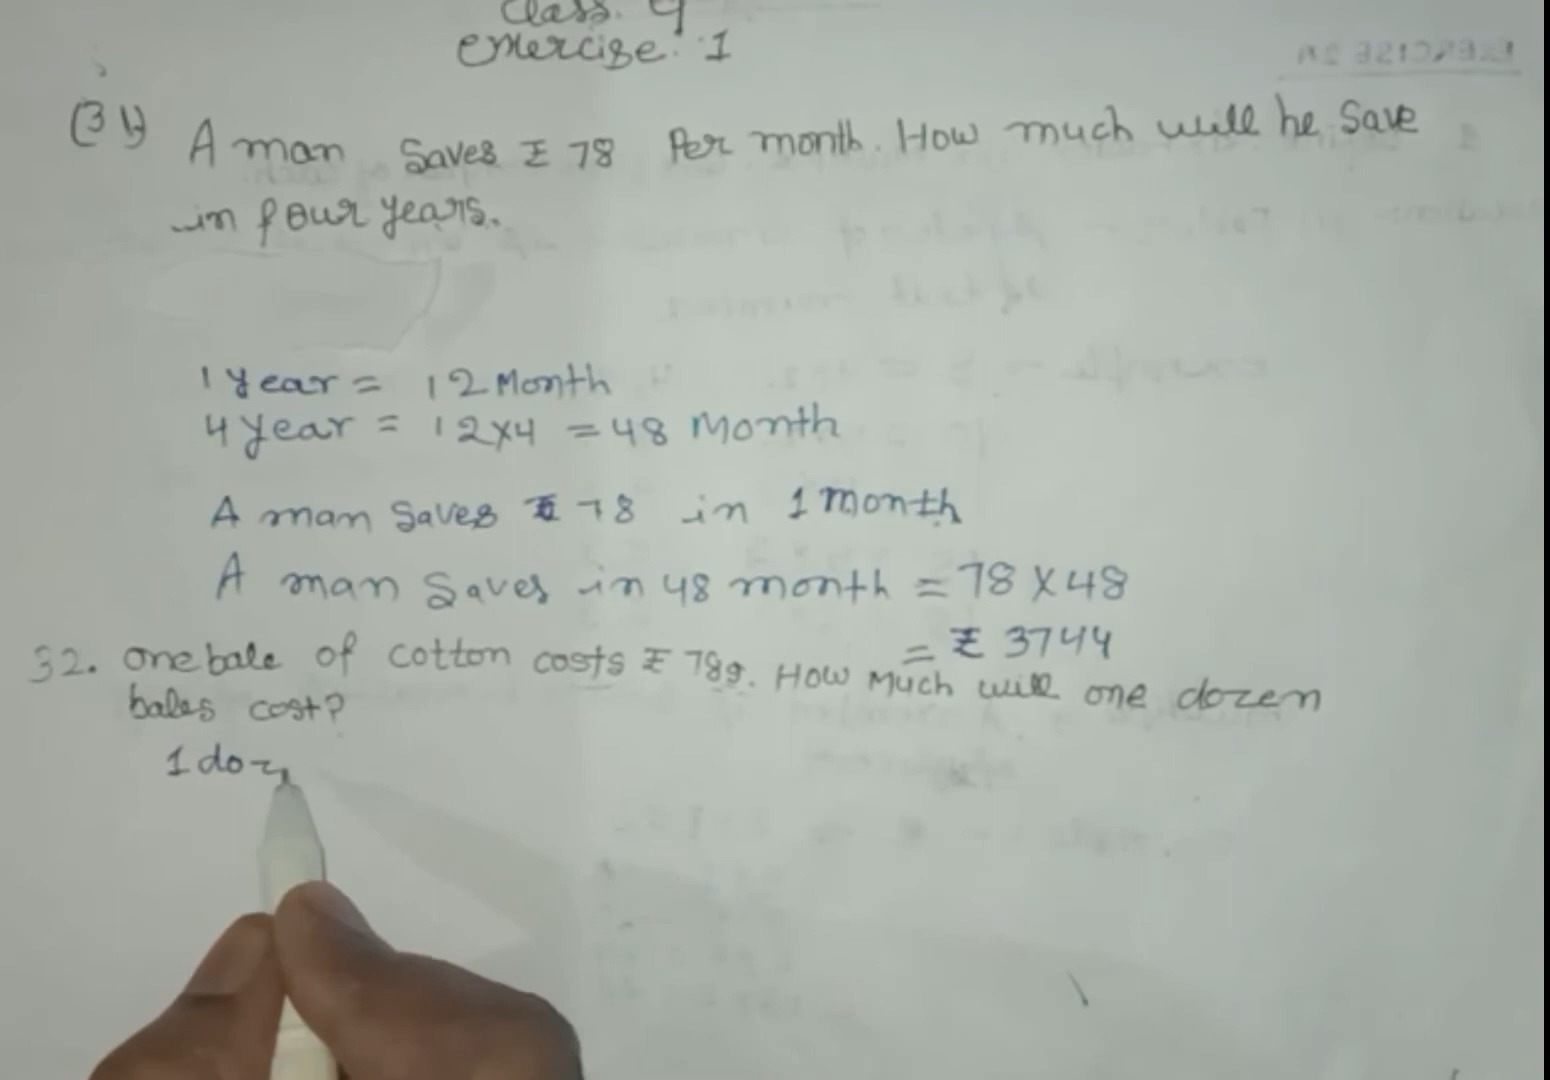 Class. 4
exercise. 1
(31) A man saves ₹ 78 Per month. How much will he save
in four years.
1 year = 12 Month
4 year = 12x4 = 48 Month
A man saves ₹ 78 in 1 month
A man saves in 48 month = 78 X 48
= ₹ 3744
32. one bale of cotton costs ₹ 789. How Much will one dozen
bales cost?
1 doz